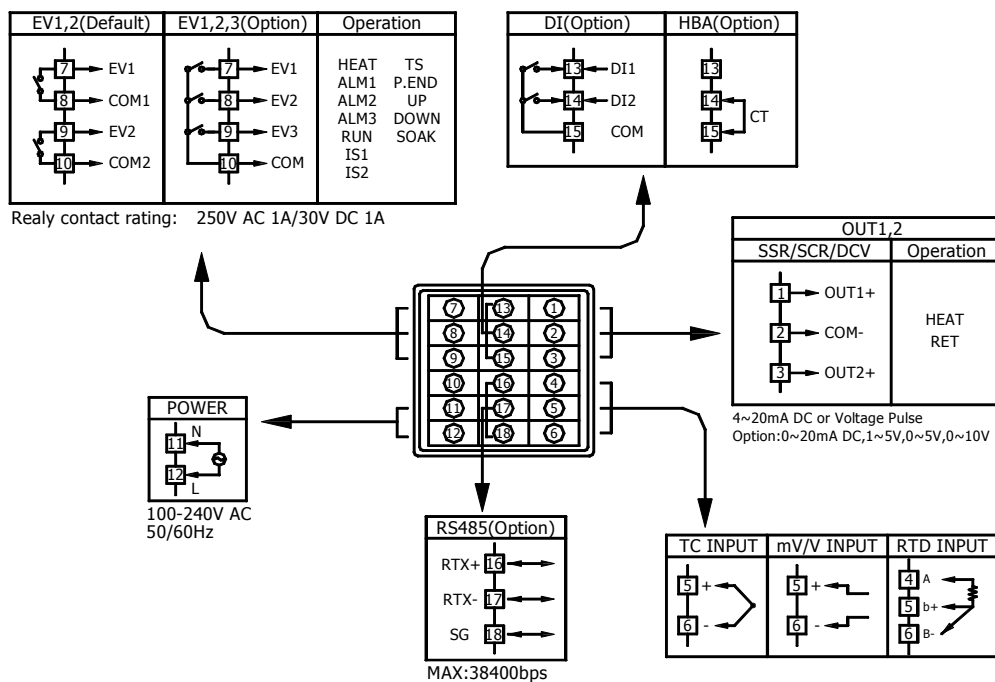 EV1,2(Default)
7 EV1
8 COM1
9 EV2
10 COM2
EV1,2,3(Option)
7 EV1
8 EV2
9 EV3
10 COM
Operation
HEAT TS
ALM1 P.END
ALM2 UP
ALM3 DOWN
RUN SOAK
IS1
IS2
Realy contact rating: 250V AC 1A/30V DC 1A
DI(Option)
13 DI1
14 DI2
15 COM
HBA(Option)
13
14
15
CT
OUT1,2
SSR/SCR/DCV
1 OUT1+
2 COM-
3 OUT2+
Operation
HEAT
RET
4~20mA DC or Voltage Pulse
Option:0~20mA DC,1~5V,0~5V,0~10V
7 13 1
8 14 2
9 15 3
10 16 4
11 17 5
12 18 6
POWER
11 N
12 L
100-240V AC
50/60Hz
RS485(Option)
RTX+ 16
RTX- 17
SG 18
MAX:38400bps
TC INPUT
5 +
6 -
mV/V INPUT
5 +
6 -
RTD INPUT
4 A
5 b+
6 B-